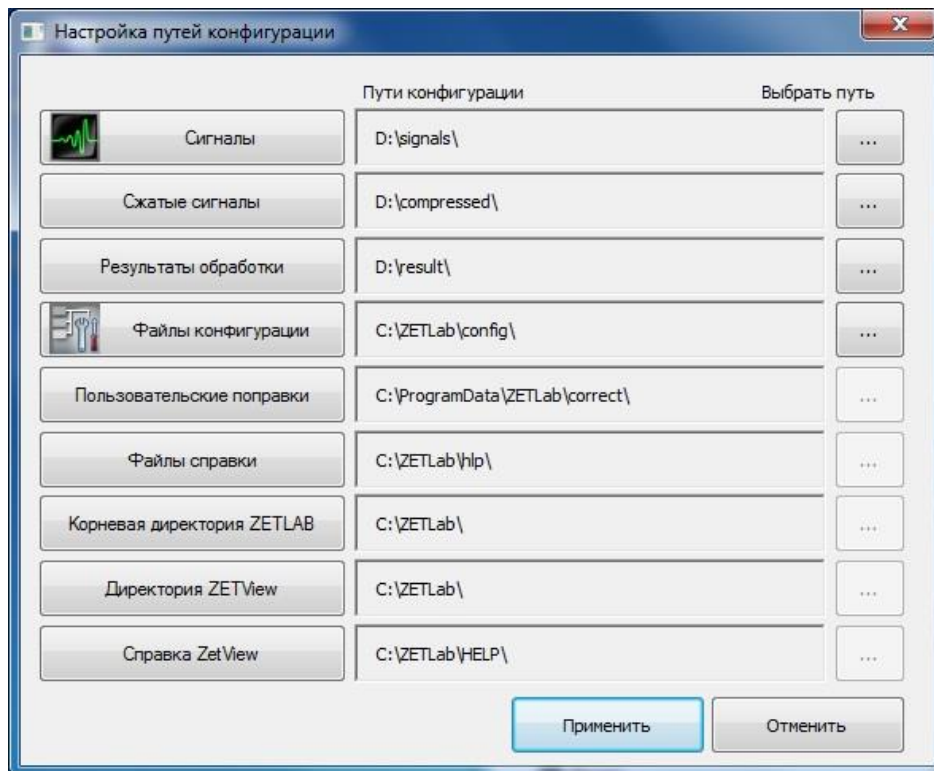 Настройка путей конфигурации
Пути конфигурации Выбрать путь
Сигналы D:\signals\ ...
Сжатые сигналы D:\compressed\ ...
Результаты обработки D:\result\ ...
Файлы конфигурации C:\ZETLab\config\ ...
Пользовательские поправки C:\ProgramData\ZETLab\correct\ ...
Файлы справки C:\ZETLab\hlp\ ...
Корневая директория ZETLAB C:\ZETLab\ ...
Директория ZETView C:\ZETLab\ ...
Справка ZetView C:\ZETLab\HELP\ ...
Применить Отменить